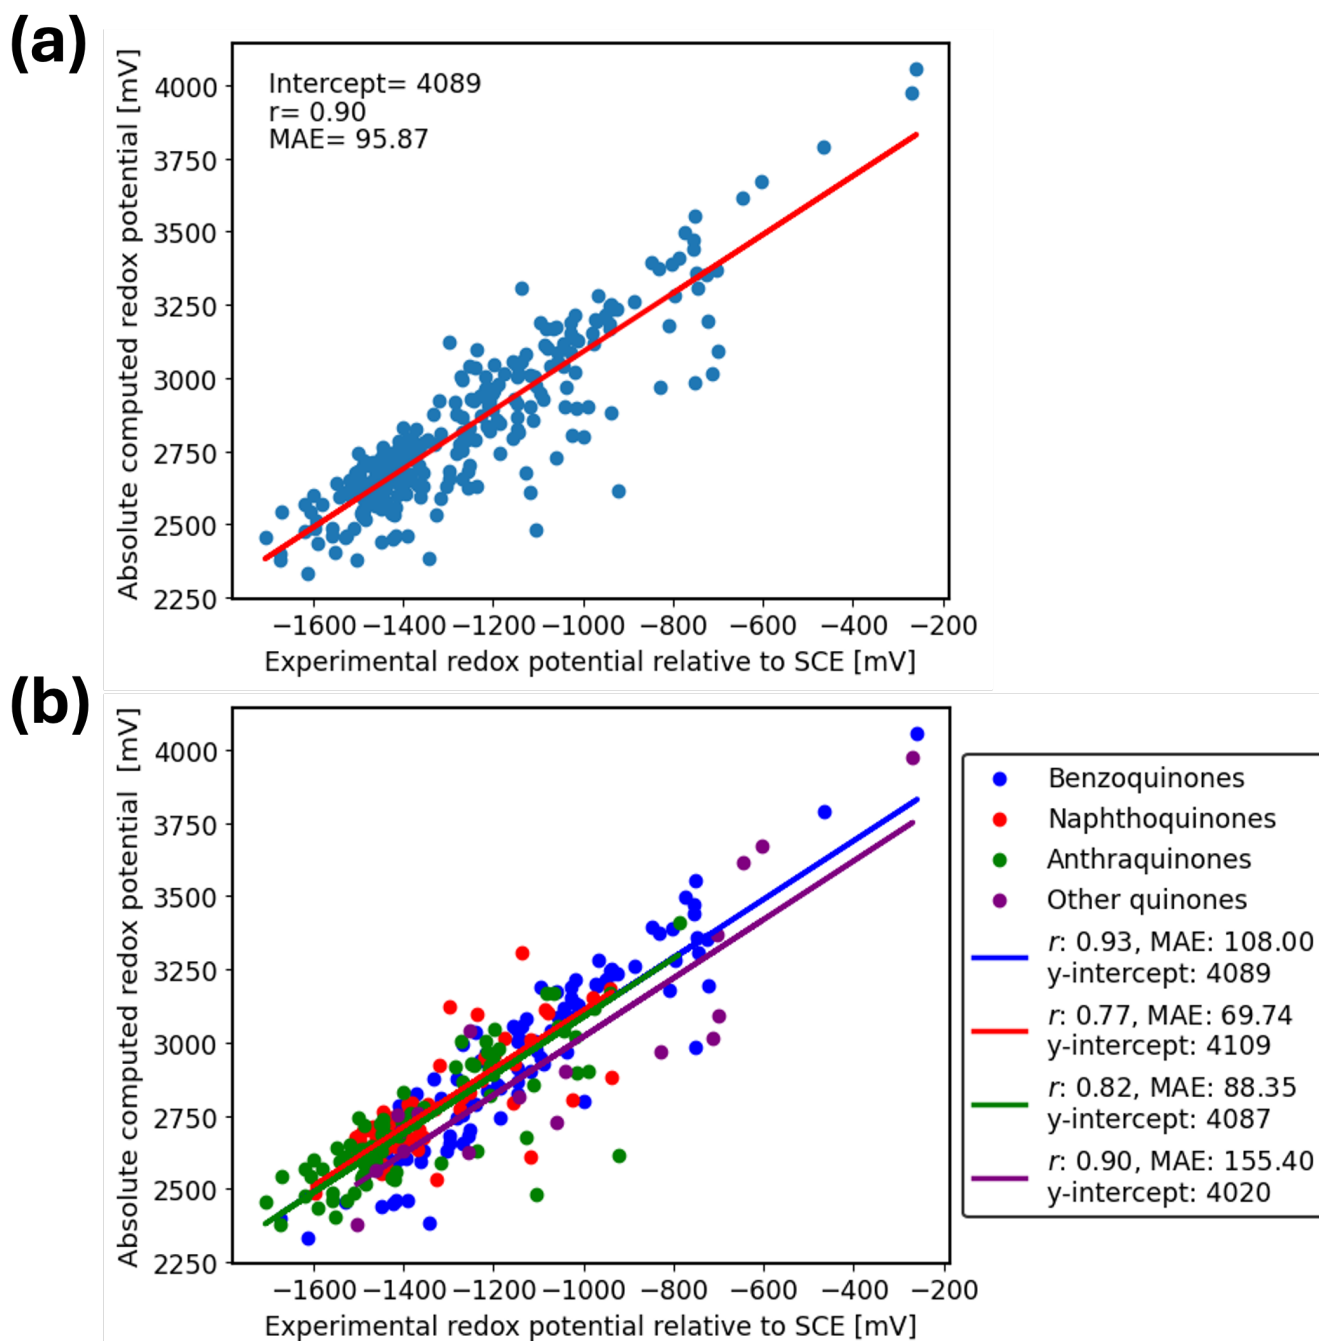 (a)
Absolute computed redox potential [mV]
4000
3750
3500
3250
3000
2750
2500
2250
Intercept= 4089
r= 0.90
MAE= 95.87
−1600 −1400 −1200 −1000 −800 −600 −400 −200
Experimental redox potential relative to SCE [mV]
(b)
Absolute computed redox potential [mV]
4000
3750
3500
3250
3000
2750
2500
2250
−1600 −1400 −1200 −1000 −800 −600 −400 −200
Experimental redox potential relative to SCE [mV]
Benzoquinones
Naphthoquinones
Anthraquinones
Other quinones
r: 0.93, MAE: 108.00
y-intercept: 4089
r: 0.77, MAE: 69.74
y-intercept: 4109
r: 0.82, MAE: 88.35
y-intercept: 4087
r: 0.90, MAE: 155.40
y-intercept: 4020